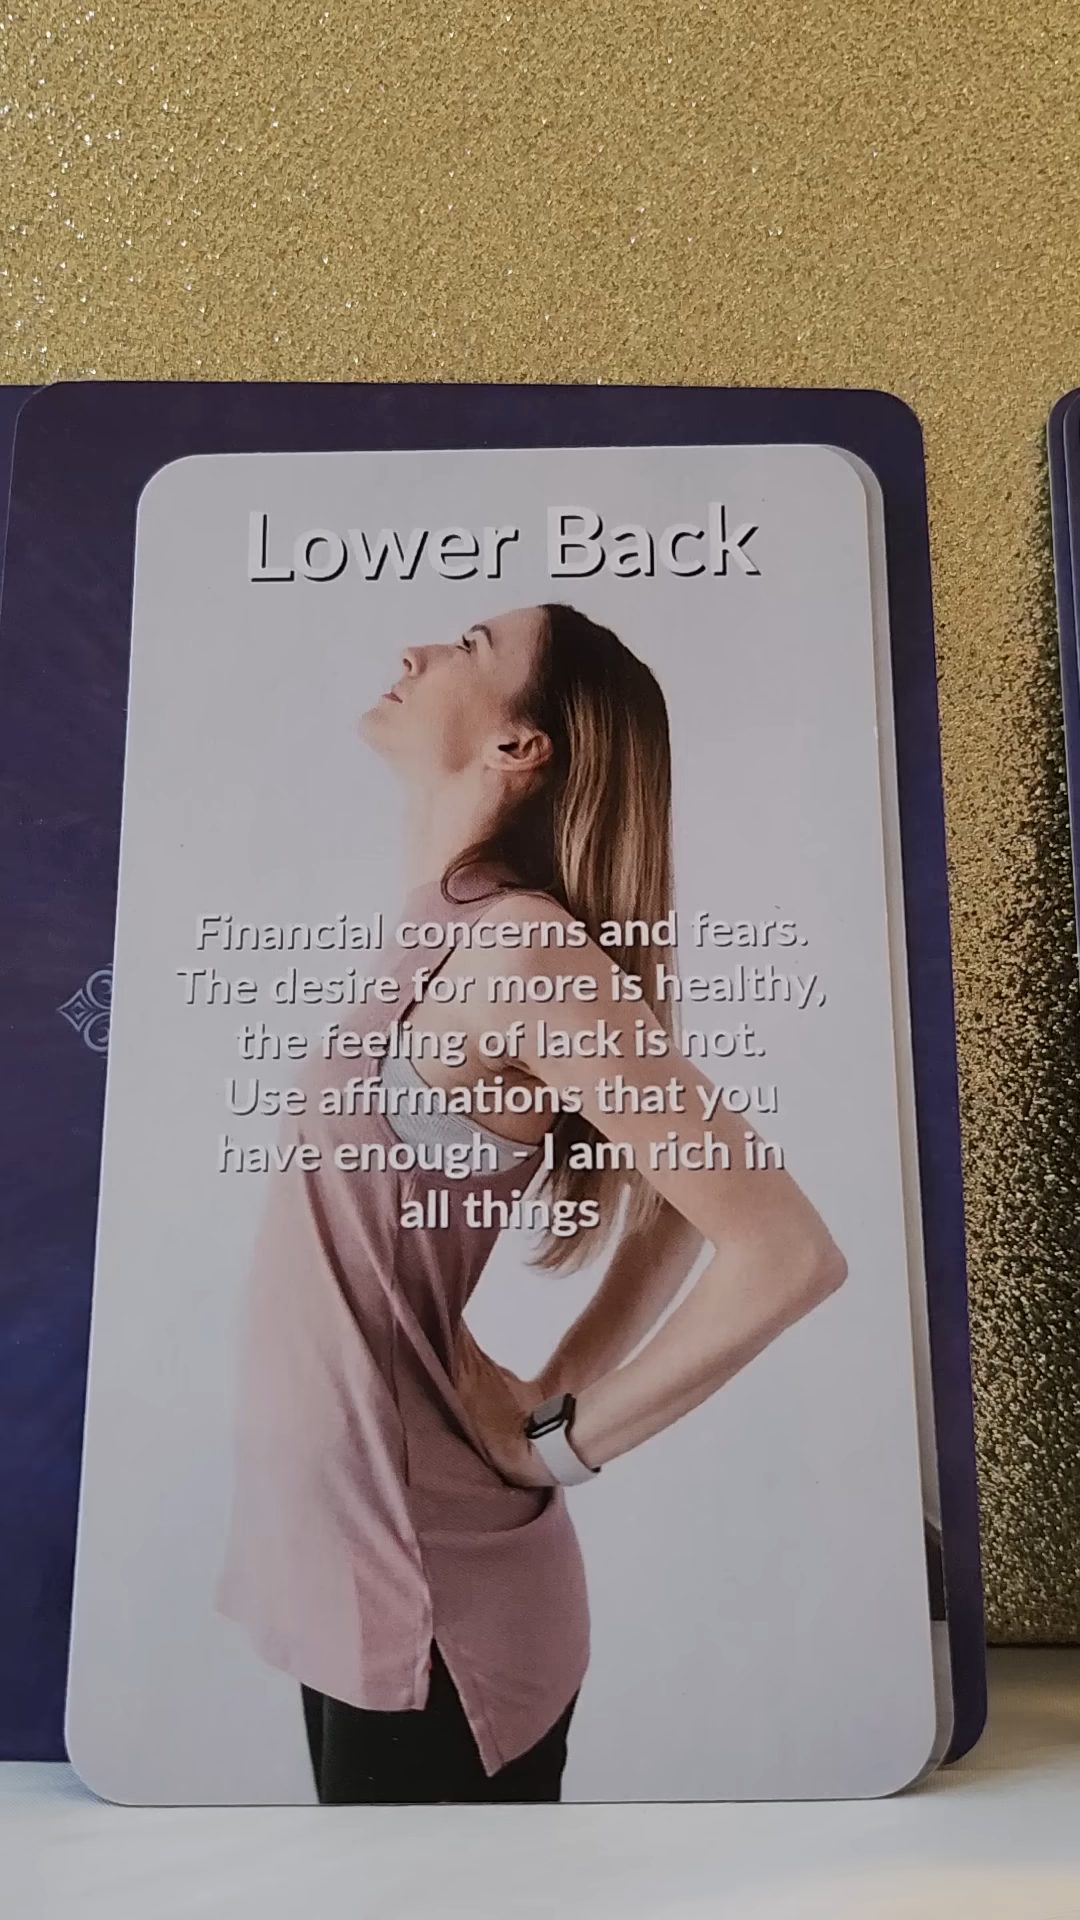 Lower Back
Financial concerns and fears.
The desire for more is healthy,
the feeling of lack is not.
Use affirmations that you
have enough - I am rich in
all things